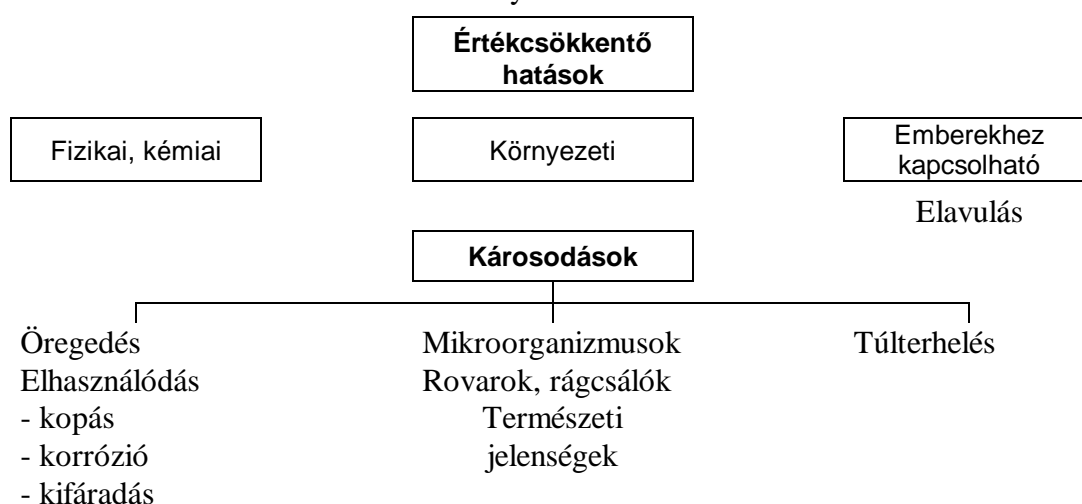 Értékcsökkentő
hatások
Fizikai, kémiai
Környezeti
Emberekhez
kapcsolható
Elavulás
Károsodások
Öregedés
Elhasználódás
- kopás
- korrózió
- kifáradás
Mikroorganizmusok
Rovarok, rágcsálók
Természeti
jelenségek
Túlterhelés